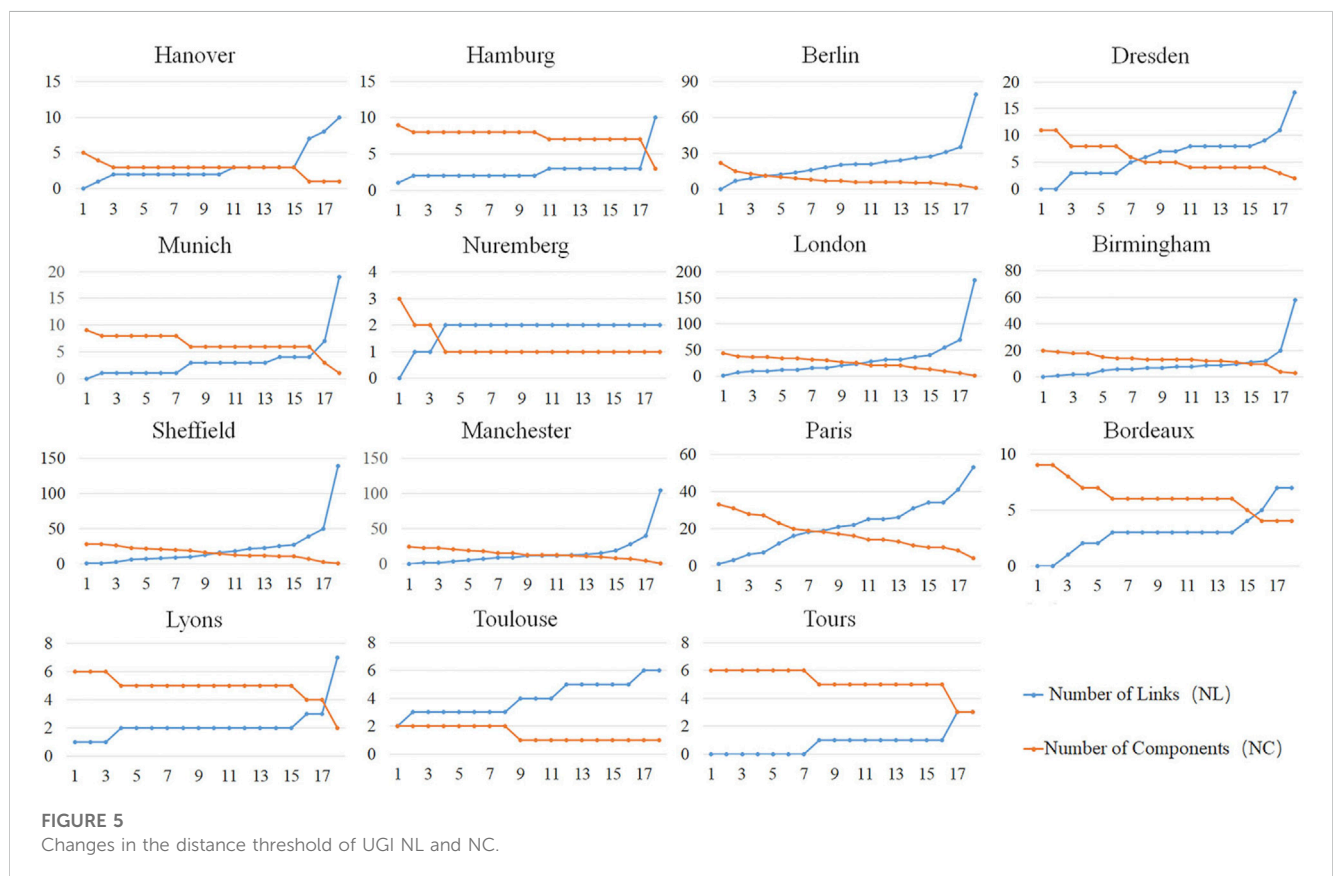 Hanover
Hamburg
Berlin
Dresden
15
10
5
0
1 3 5 7 9 11 13 15 17
15
10
5
0
1 3 5 7 9 11 13 15 17
90
60
30
0
1 3 5 7 9 11 13 15 17
20
15
10
5
0
1 3 5 7 9 11 13 15 17
Munich
Nuremberg
London
Birmingham
20
15
10
5
0
1 3 5 7 9 11 13 15 17
4
3
2
1
0
1 3 5 7 9 11 13 15 17
200
150
100
50
0
1 3 5 7 9 11 13 15 17
80
60
40
20
0
1 3 5 7 9 11 13 15 17
Sheffield
Manchester
Paris
Bordeaux
150
100
50
0
1 3 5 7 9 11 13 15 17
150
100
50
0
1 3 5 7 9 11 13 15 17
60
40
20
0
1 3 5 7 9 11 13 15 17
10
5
0
1 3 5 7 9 11 13 15 17
Lyons
Toulouse
Tours
8
6
4
2
0
1 3 5 7 9 11 13 15 17
8
6
4
2
0
1 3 5 7 9 11 13 15 17
8
6
4
2
0
1 3 5 7 9 11 13 15 17
Number of Links（NL）
Number of Components（NC）
FIGURE 5
Changes in the distance threshold of UGI NL and NC.